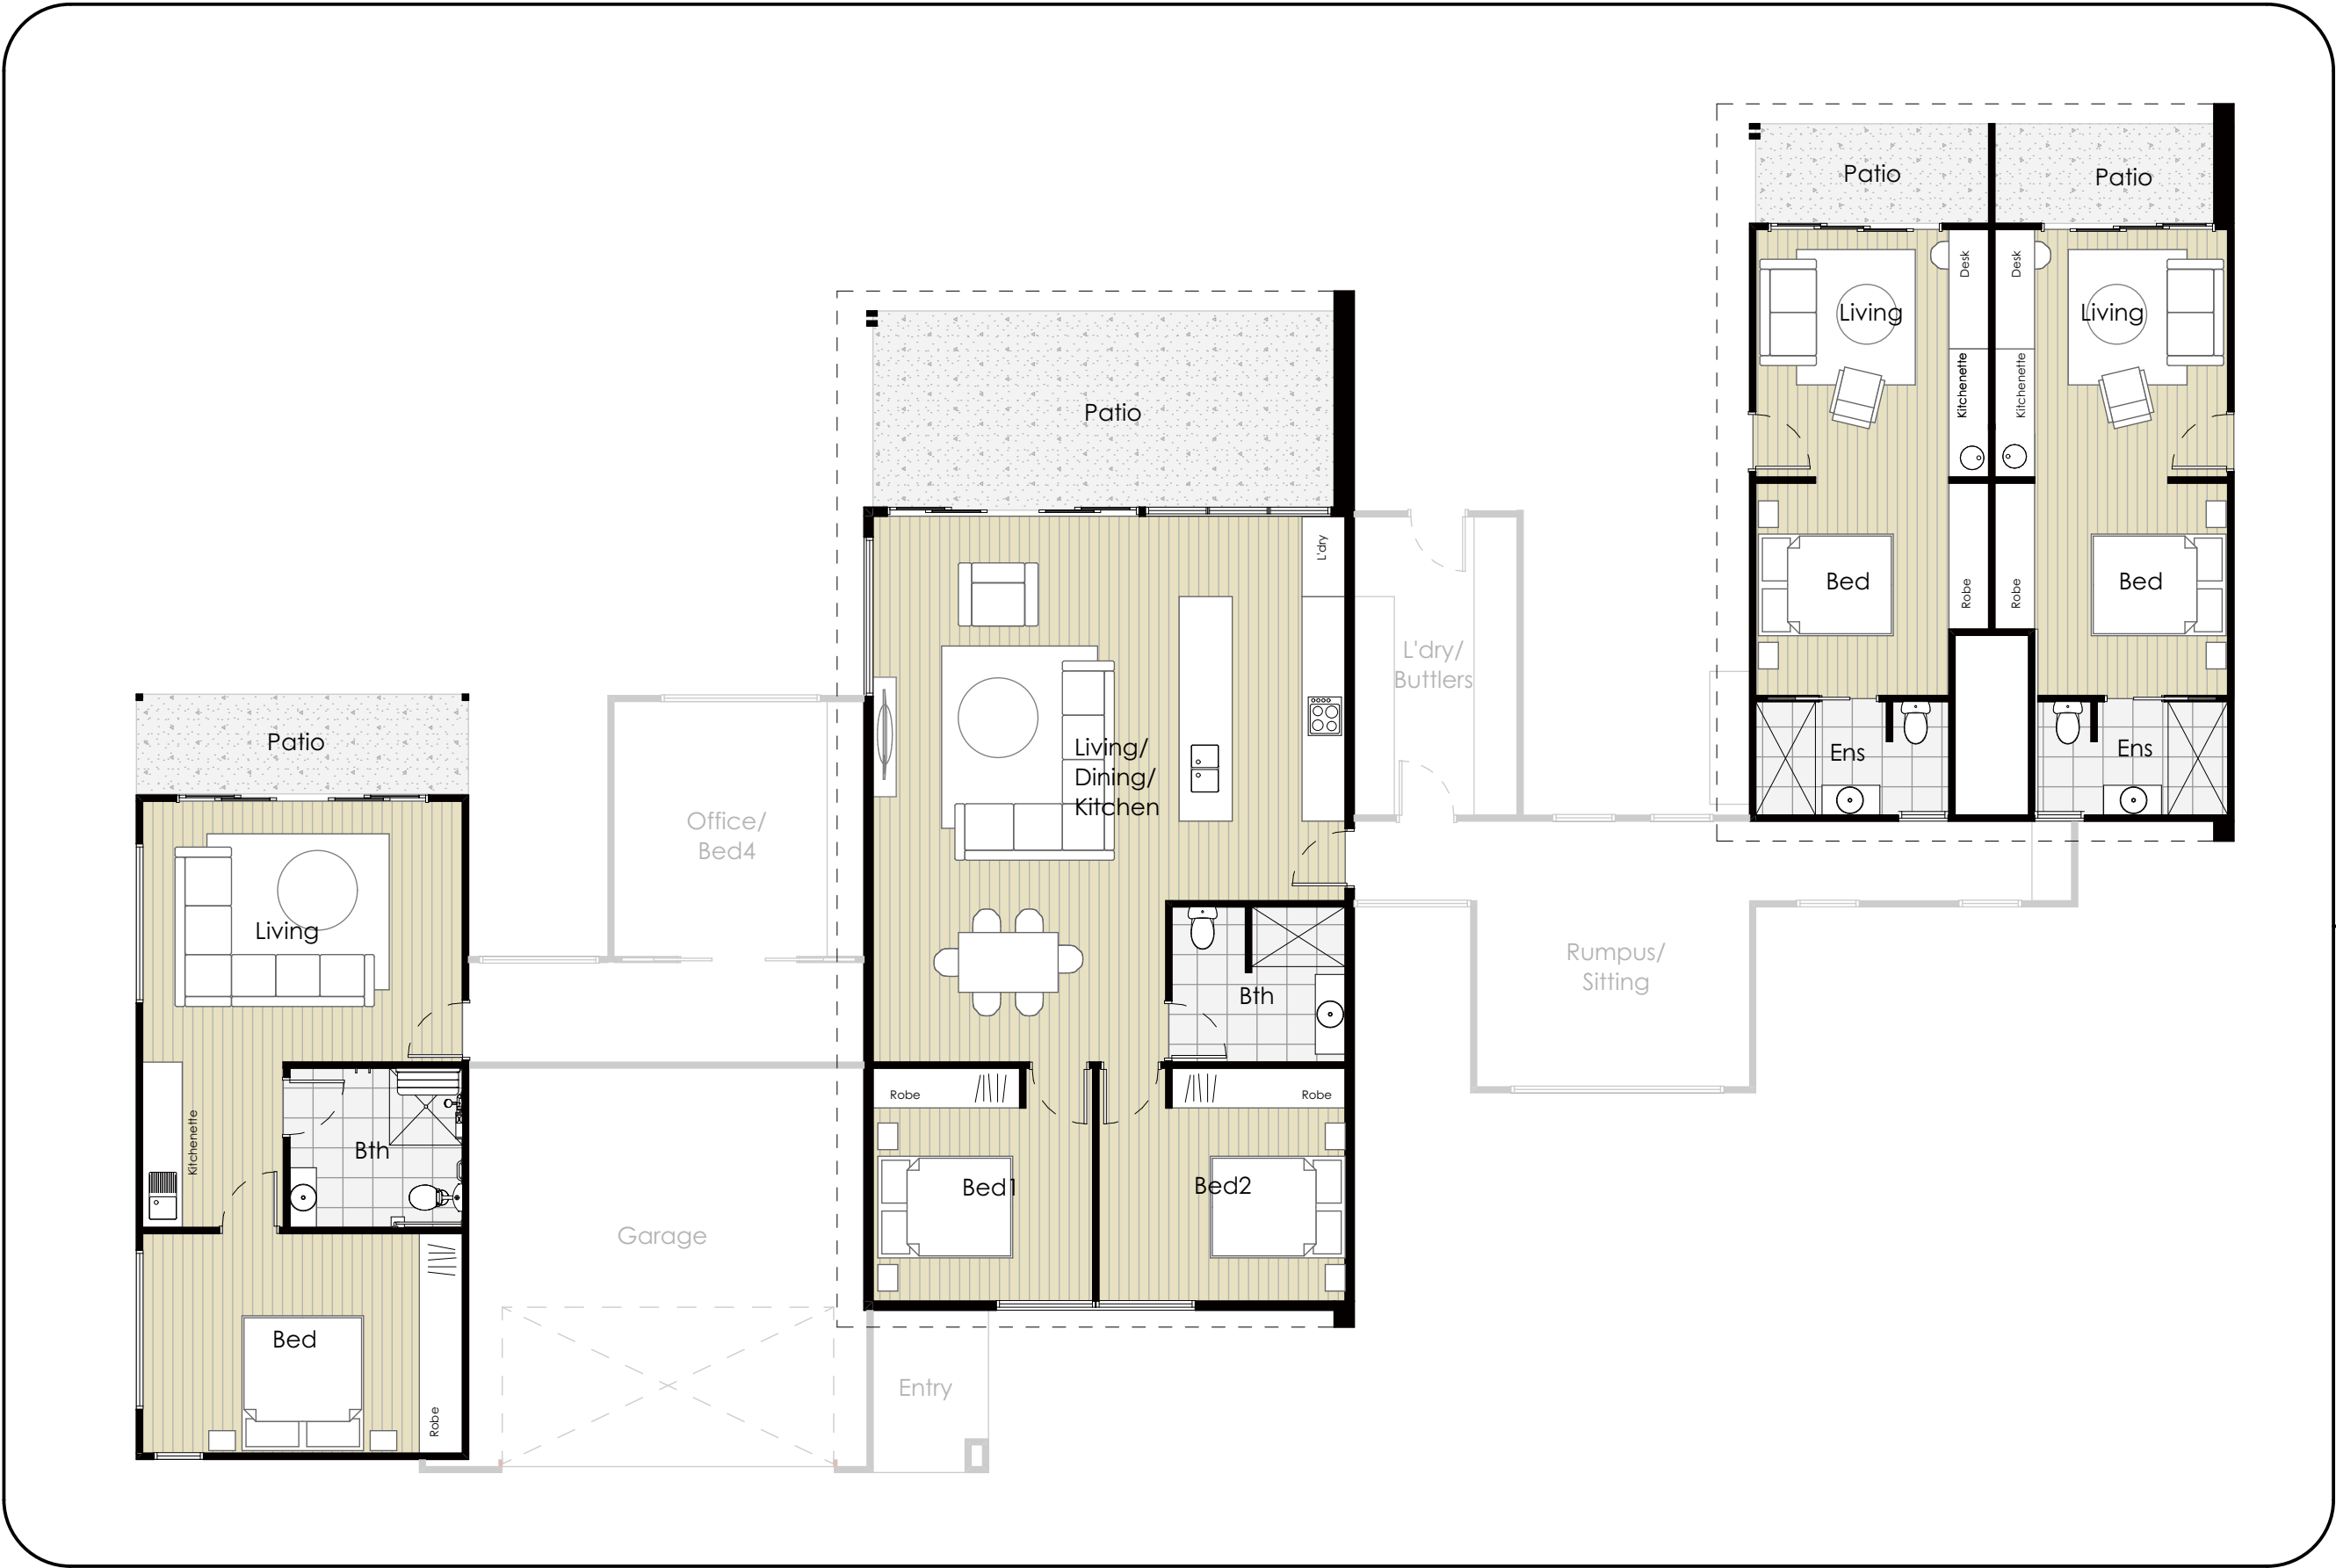 Patio
Patio
Desk
Desk
Living
Living
Kitchenette
Kitchenette
Bed
Robe
Robe
Bed
Ens
Ens
Patio
L'dry
L'dry/
Buttlers
Living/
Dining/
Kitchen
Office/
Bed4
Patio
Living
Rumpus/
Sitting
Bth
Robe
Robe
Bed1
Bed2
Kitchenette
Bth
Garage
Bed
Robe
Entry